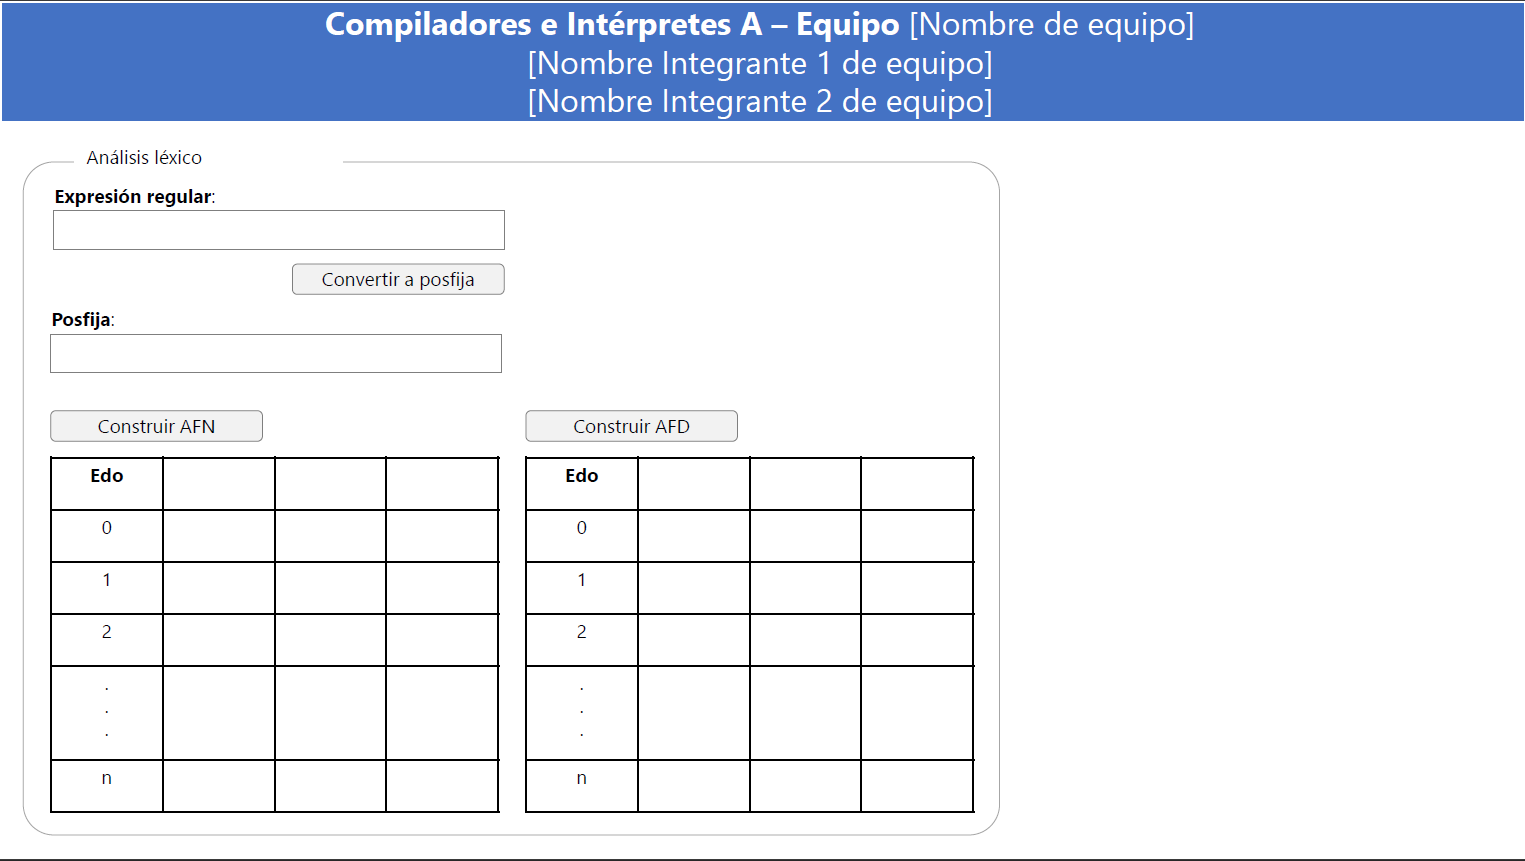 Compiladores e Intérpretes A – Equipo [Nombre de equipo]
[Nombre Integrante 1 de equipo]
[Nombre Integrante 2 de equipo]
Análisis léxico
Expresión regular:
Convertir a posfija
Posfija:
Construir AFN
Edo
0
1
2
.
.
.
n
Construir AFD
Edo
0
1
2
.
.
.
n